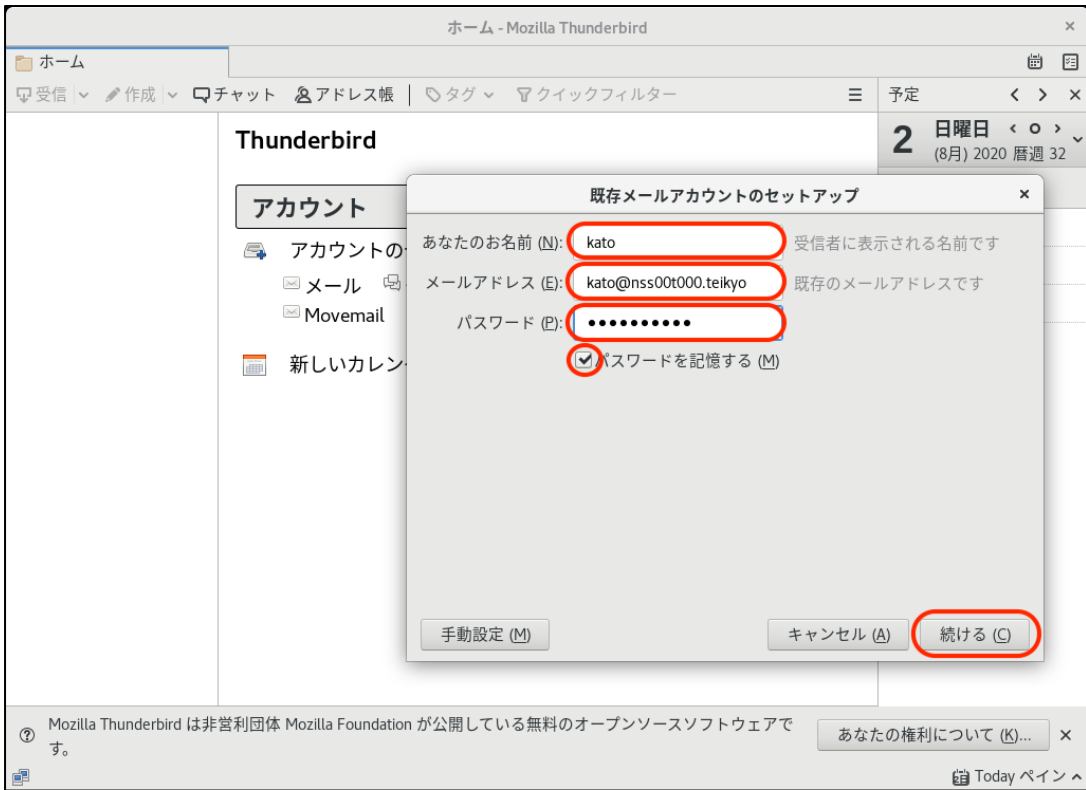 ホーム - Mozilla Thunderbird
ホーム
受信 作成 チャット アドレス帳 タグ クイックフィルター
予定
2 日曜日
(8月) 2020 暦週 32
Thunderbird
アカウント
アカウントの
メール
Movemail
新しいカレン
既存メールアカウントのセットアップ
あなたのお名前 (N): kato 受信者に表示される名前です
メールアドレス (E): kato@nss00t000.teikyo 既存のメールアドレスです
パスワード (P): ●●●●●●●●●●
パスワードを記憶する (M)
手動設定 (M) キャンセル (A) 続ける (C)
Mozilla Thunderbird は非営利団体 Mozilla Foundation が公開している無料のオープンソースソフトウェアで
す。
あなたの権利について (K)...
Today ペイン